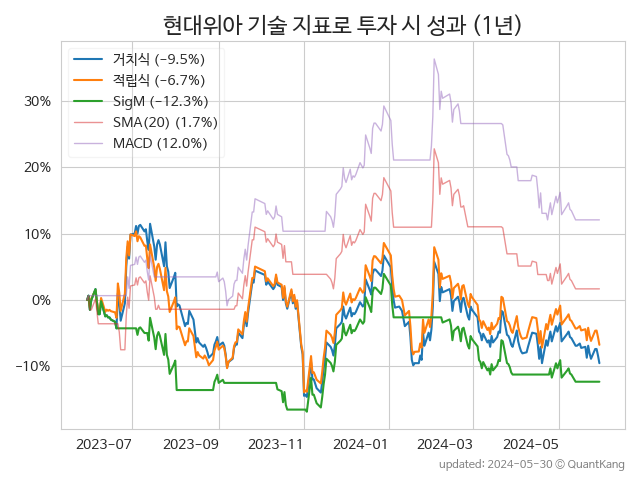 현대위아 기술 지표로 투자 시 성과 (1년)
거치식 (−9.5%)
적립식 (−6.7%)
SigM (−12.3%)
SMA(20) (1.7%)
MACD (12.0%)
30%
20%
10%
0%
−10%
2023-07 2023-09 2023-11 2024-01 2024-03 2024-05
updated: 2024-05-30 © QuantKang